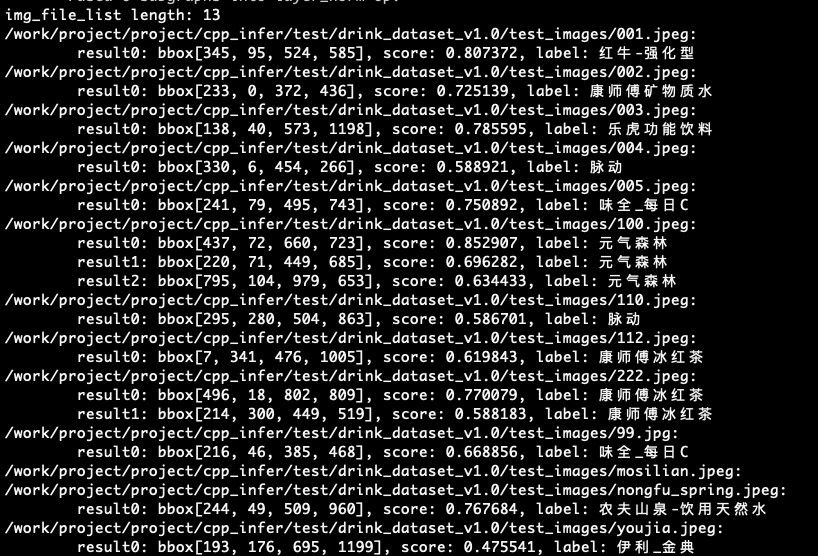 img_file_list length: 13
/work/project/project/cpp_infer/test/drink_dataset_v1.0/test_images/001.jpeg:
result0: bbox[345, 95, 524, 585], score: 0.807372, label: 红牛-强化型
/work/project/project/cpp_infer/test/drink_dataset_v1.0/test_images/002.jpeg:
result0: bbox[233, 0, 372, 436], score: 0.725139, label: 康师傅矿物质水
/work/project/project/cpp_infer/test/drink_dataset_v1.0/test_images/003.jpeg:
result0: bbox[138, 40, 573, 1198], score: 0.785595, label: 乐虎功能饮料
/work/project/project/cpp_infer/test/drink_dataset_v1.0/test_images/004.jpeg:
result0: bbox[330, 6, 454, 266], score: 0.588921, label: 脉动
/work/project/project/cpp_infer/test/drink_dataset_v1.0/test_images/005.jpeg:
result0: bbox[241, 79, 495, 743], score: 0.750892, label: 味全_每日C
/work/project/project/cpp_infer/test/drink_dataset_v1.0/test_images/100.jpeg:
result0: bbox[437, 72, 660, 723], score: 0.852907, label: 元气森林
result1: bbox[220, 71, 449, 685], score: 0.696282, label: 元气森林
result2: bbox[795, 104, 979, 653], score: 0.634433, label: 元气森林
/work/project/project/cpp_infer/test/drink_dataset_v1.0/test_images/110.jpeg:
result0: bbox[295, 280, 504, 863], score: 0.586701, label: 脉动
/work/project/project/cpp_infer/test/drink_dataset_v1.0/test_images/112.jpeg:
result0: bbox[7, 341, 476, 1005], score: 0.619843, label: 康师傅冰红茶
/work/project/project/cpp_infer/test/drink_dataset_v1.0/test_images/222.jpeg:
result0: bbox[496, 18, 802, 809], score: 0.770079, label: 康师傅冰红茶
result1: bbox[214, 300, 449, 519], score: 0.588183, label: 康师傅冰红茶
/work/project/project/cpp_infer/test/drink_dataset_v1.0/test_images/99.jpg:
result0: bbox[216, 46, 385, 468], score: 0.668856, label: 味全_每日C
/work/project/project/cpp_infer/test/drink_dataset_v1.0/test_images/mosilian.jpeg:
/work/project/project/cpp_infer/test/drink_dataset_v1.0/test_images/nongfu_spring.jpeg:
result0: bbox[244, 49, 509, 960], score: 0.767684, label: 农夫山泉-饮用天然水
/work/project/project/cpp_infer/test/drink_dataset_v1.0/test_images/youjia.jpeg:
result0: bbox[193, 176, 695, 1199], score: 0.475541, label: 伊利_金典